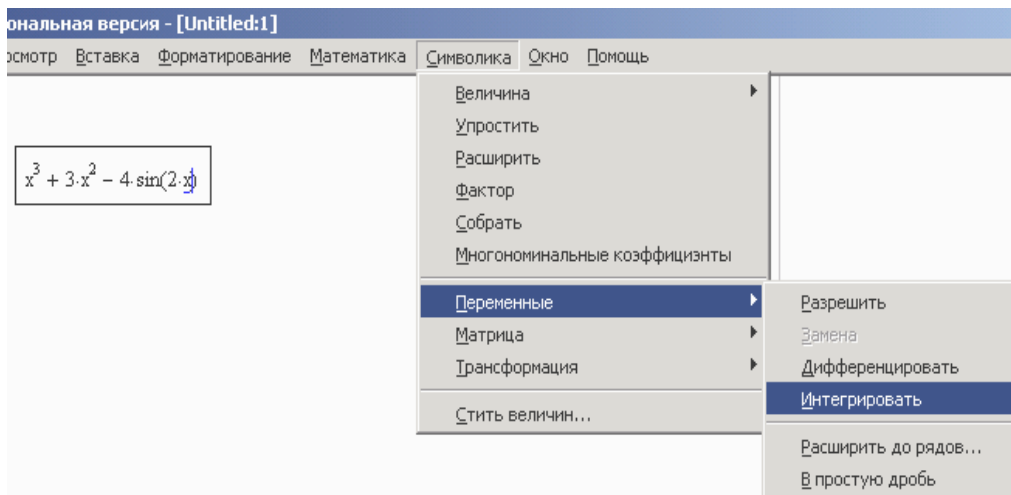 ональная версия - [Untitled:1]
осмотр Вставка Форматирование Математика Символика Окно Помощь
Величина
Упростить
x³ + 3·x² − 4·sin(2·x)
Расширить
Фактор
Собрать
Многономинальные коэффициэнты
Переменные
Матрица
Трансформация
Стить величин...
Разрешить
Замена
Дифференцировать
Интегрировать
Расширить до рядов...
В простую дробь